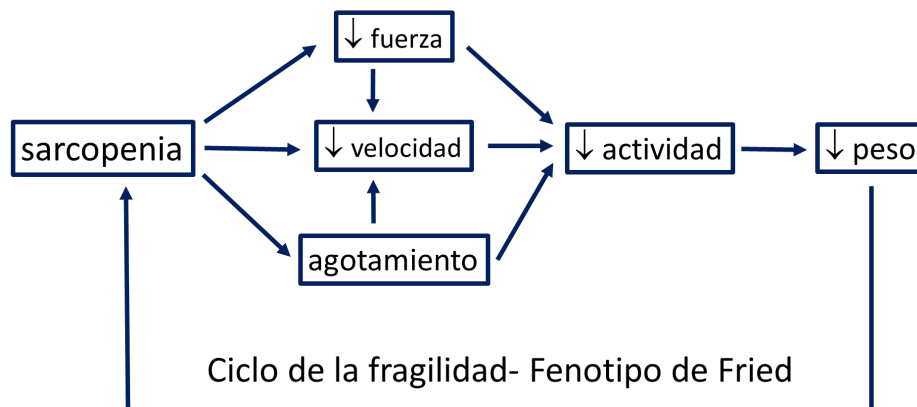 ↓ fuerza
sarcopenia
↓ velocidad
↓ actividad
↓ peso
agotamiento
Ciclo de la fragilidad- Fenotipo de Fried